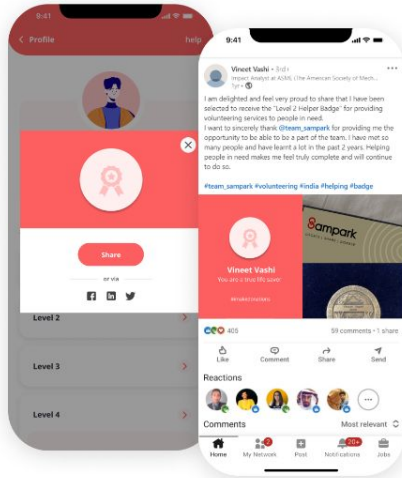 9:41
Profile
help
Share
or via
Level 2
Level 3
Level 4
9:41
Vineet Vashi • 3rd+
Impact Analyst at ASME (The American Society of Mech...
1yr •
I am delighted and feel very proud to share that I have been
selected to receive the "Level 2 Helper Badge" for providing
volunteering services to people in need.
I want to sincerely thank @team_sampark for providing me the
opportunity to be able to be a part of the team. I have met so
many people and have learnt a lot in the past 2 years. Helping
people in need makes me feel truly complete and will continue
to do so.
#team_sampark #volunteering #india #helping #badge
Sampark
Vineet Vashi
You are a true life saver
405
59 comments • 1 share
Like
Comment
Share
Send
Reactions
Comments
Most relevant
2
20+
Home
My Network
Post
Notifications
Jobs